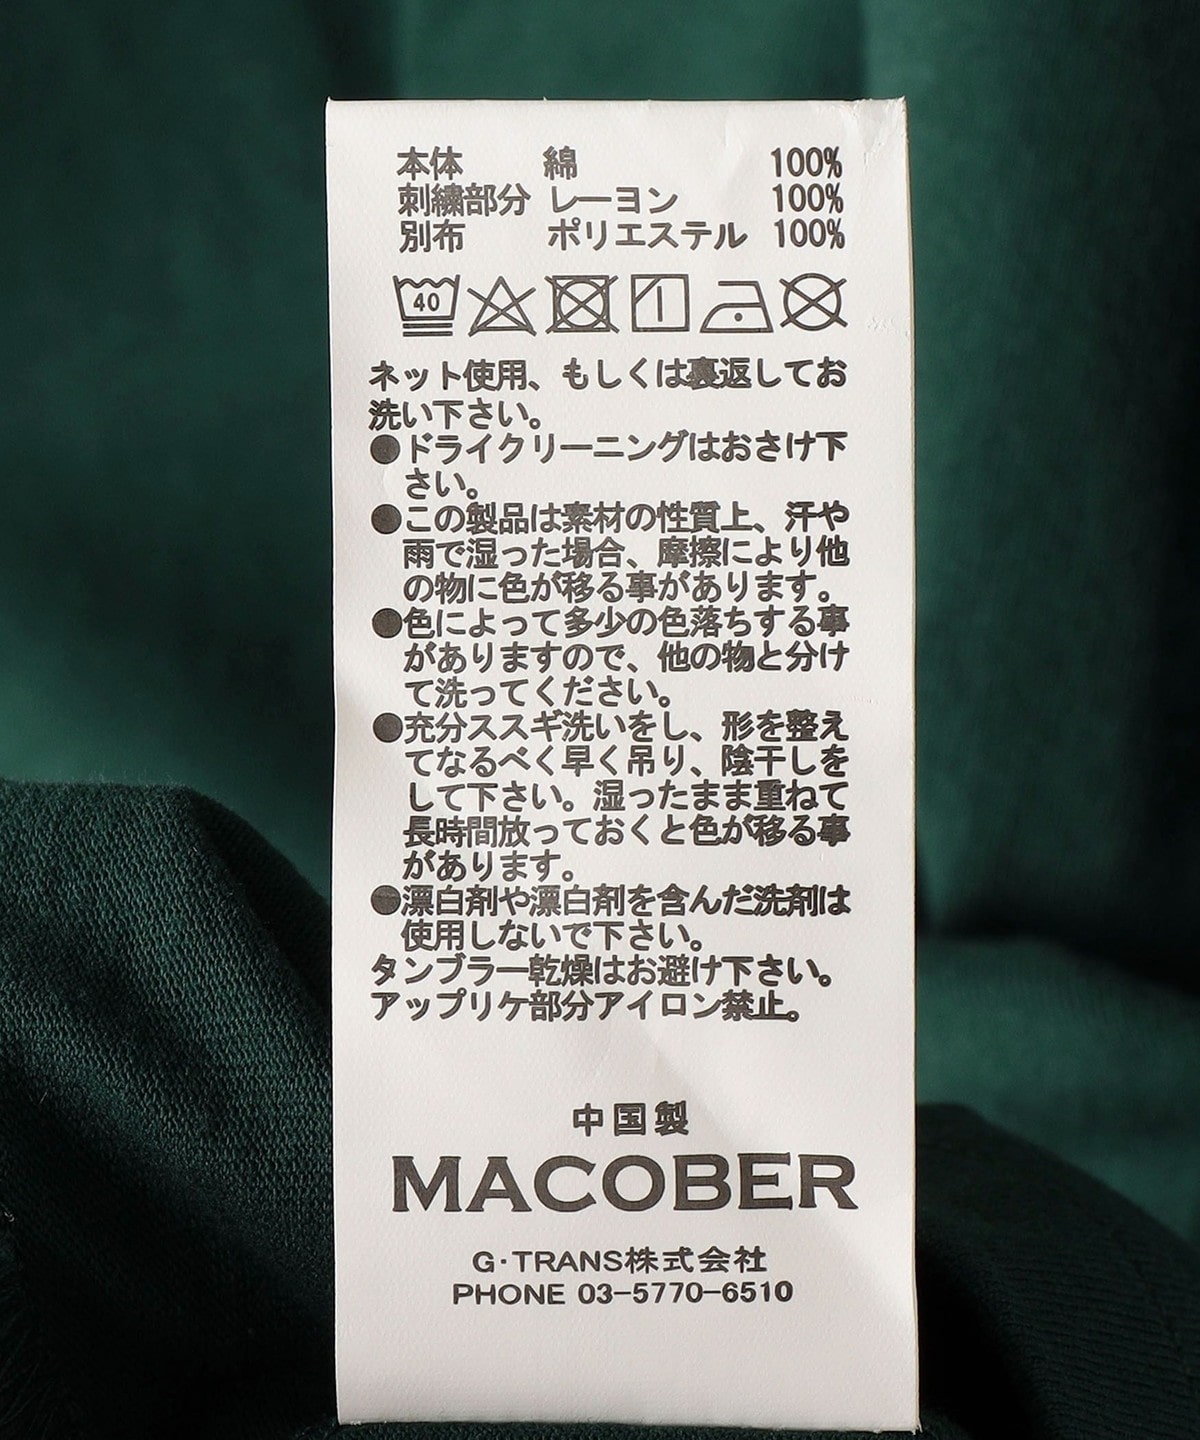 本体 綿 100%
刺繍部分 レーヨン 100%
別布 ポリエステル 100%
40
ネット使用、もしくは裏返してお
洗い下さい。
●ドライクリーニングはおさけ下
さい。
●この製品は素材の性質上、汗や
雨で湿った場合、摩擦により他
の物に色が移る事があります。
●色によって多少の色落ちする事
がありますので、他の物と分け
て洗ってください。
●充分ススギ洗いをし、形を整え
てなるべく早く吊り、陰干しを
して下さい。湿ったまま重ねて
長時間放っておくと色が移る事
があります。
●漂白剤や漂白剤を含んだ洗剤は
使用しないで下さい。
タンブラー乾燥はお避け下さい。
アップリケ部分アイロン禁止。
中国製
MACOBER
G・TRANS株式会社
PHONE 03-5770-6510